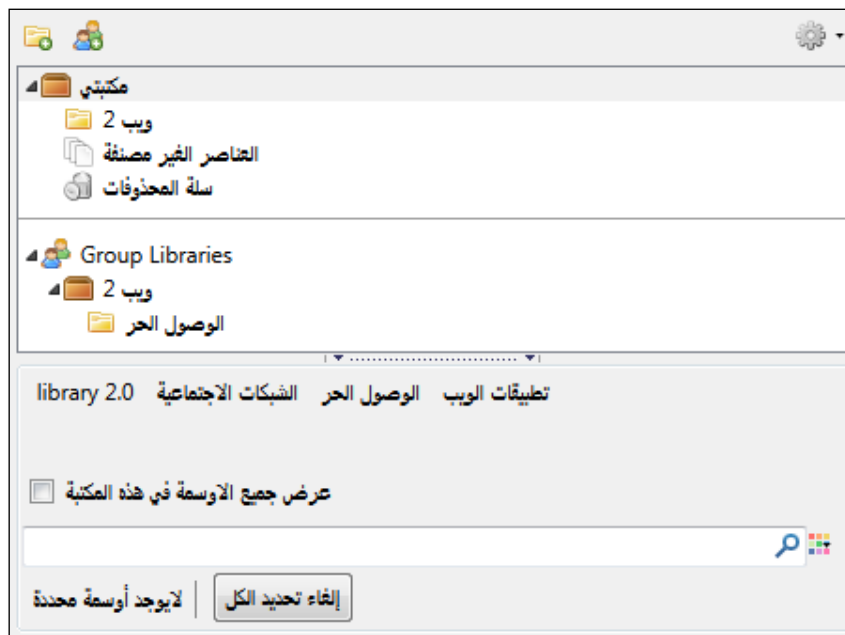 مكتبتي
ويب 2
العناصر الغير مصنفة
سلة المحذوفات
Group Libraries
ويب 2
الوصول الحر
library 2.0 الشبكات الاجتماعية الوصول الحر تطبيقات الويب
عرض جميع الاوسمة في هذه المكتبة
لايوجد أوسمة محددة إلغاء تحديد الكل